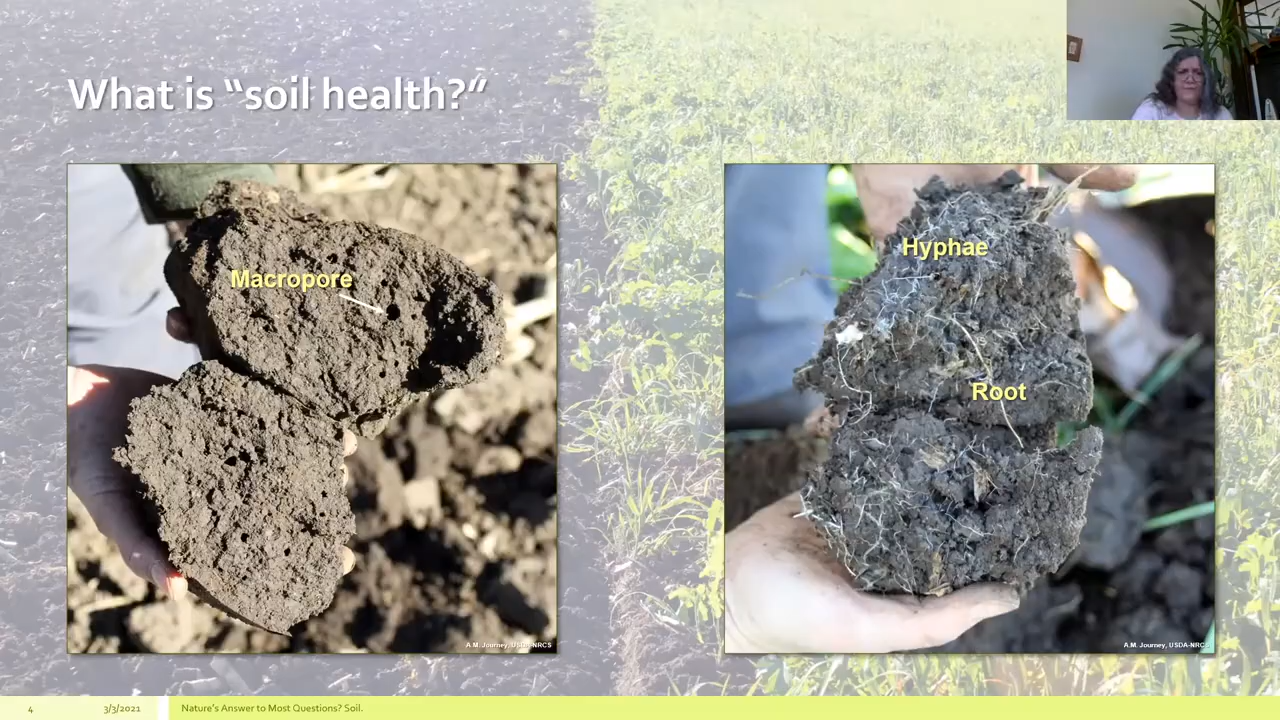 What is “soil health?”
Macropore
A.M. Journey, USDA-NRCS
Hyphae
Root
A.M. Journey, USDA-NRCS
4
3/3/2021
Nature's Answer to Most Questions? Soil.